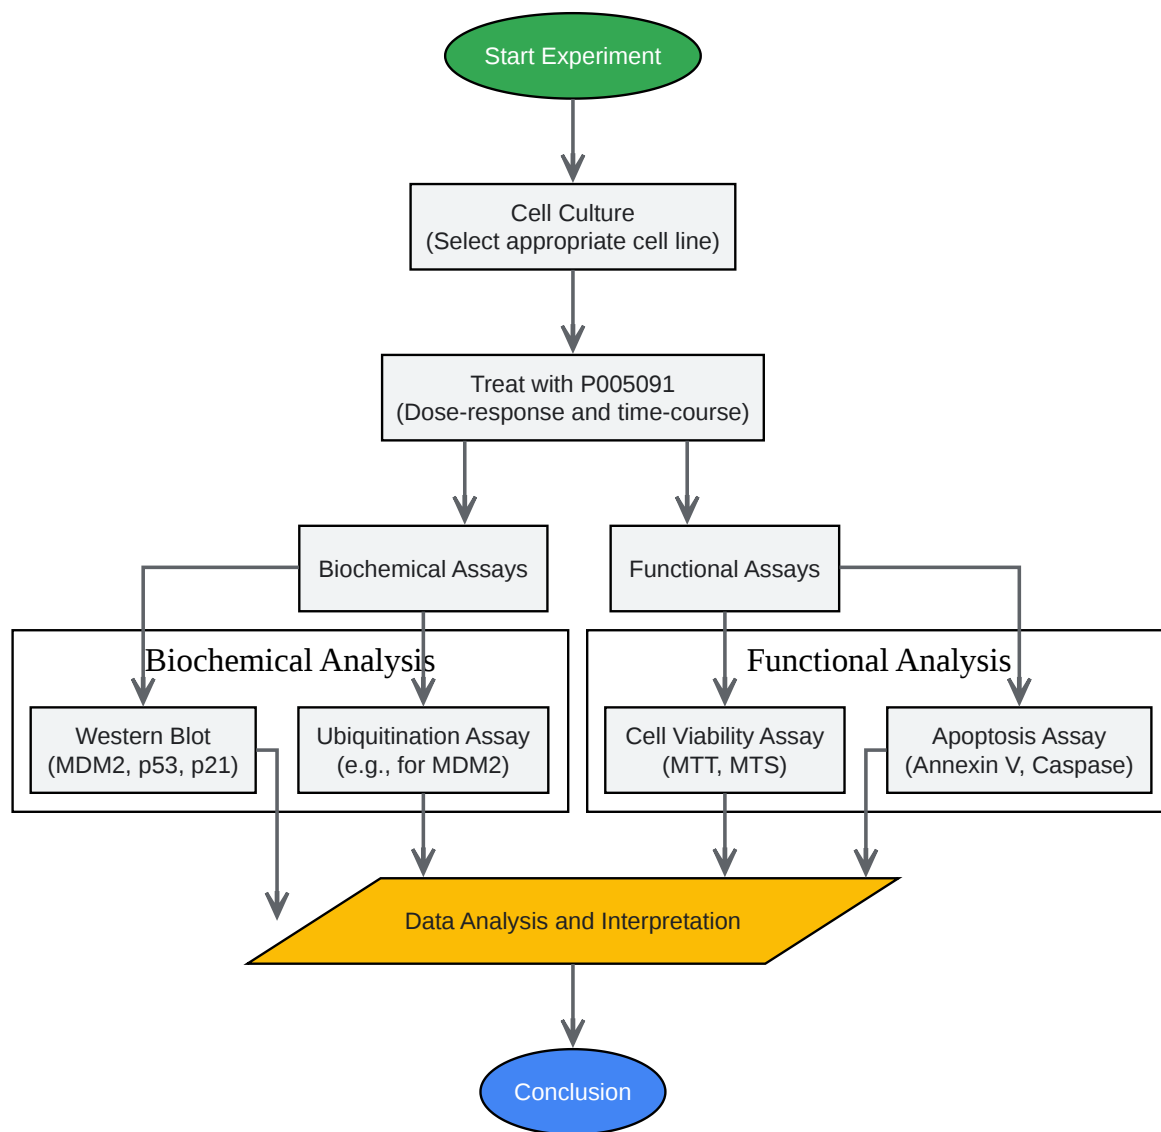 Start Experiment
Cell Culture
(Select appropriate cell line)
Treat with P005091
(Dose-response and time-course)
Biochemical Assays
Functional Assays
Biochemical Analysis
Functional Analysis
Western Blot
(MDM2, p53, p21)
Ubiquitination Assay
(e.g., for MDM2)
Cell Viability Assay
(MTT, MTS)
Apoptosis Assay
(Annexin V, Caspase)
Data Analysis and Interpretation
Conclusion